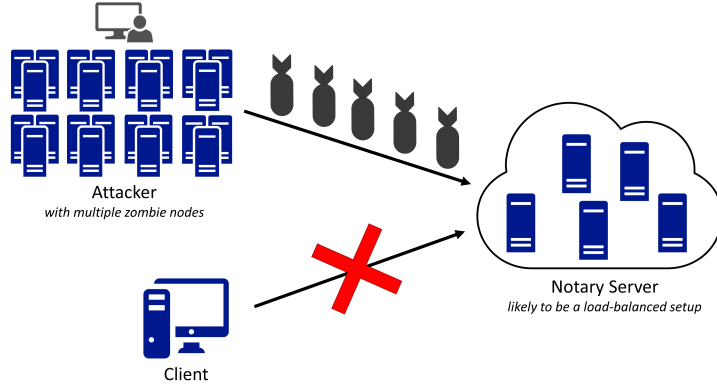 Attacker
with multiple zombie nodes
Notary Server
likely to be a load-balanced setup
Client